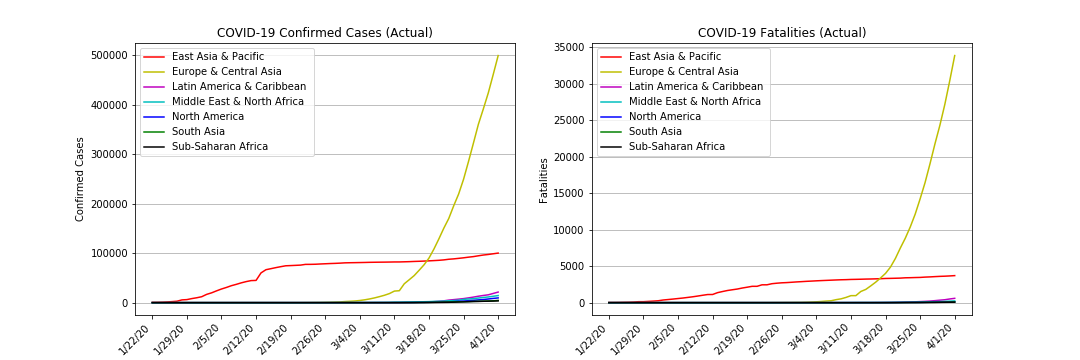 COVID-19 Confirmed Cases (Actual)
500000
400000
300000
200000
100000
0
Confirmed Cases
East Asia & Pacific
Europe & Central Asia
Latin America & Caribbean
Middle East & North Africa
North America
South Asia
Sub-Saharan Africa
1/22/20
1/29/20
2/5/20
2/12/20
2/19/20
2/26/20
3/4/20
3/11/20
3/18/20
3/25/20
4/1/20
COVID-19 Fatalities (Actual)
35000
30000
25000
20000
15000
10000
5000
0
Fatalities
East Asia & Pacific
Europe & Central Asia
Latin America & Caribbean
Middle East & North Africa
North America
South Asia
Sub-Saharan Africa
1/22/20
1/29/20
2/5/20
2/12/20
2/19/20
2/26/20
3/4/20
3/11/20
3/18/20
3/25/20
4/1/20